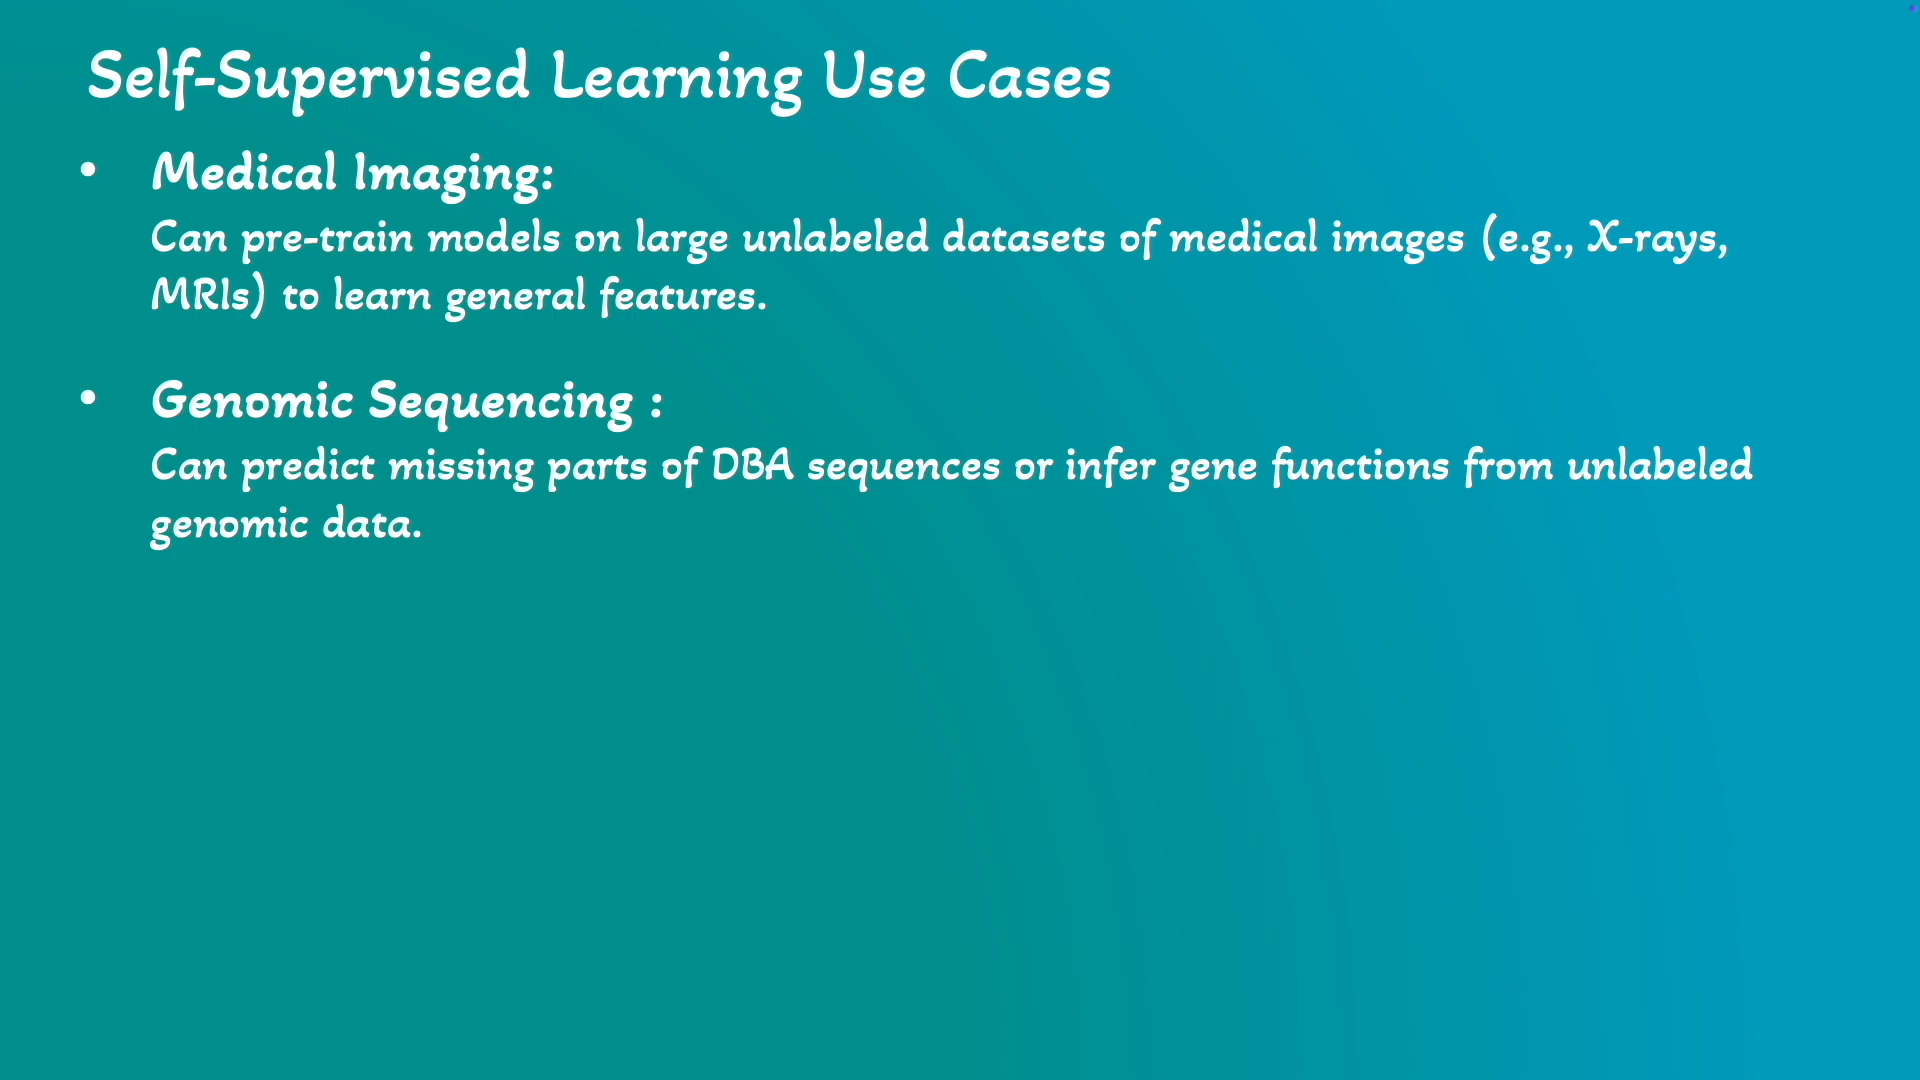 Self-Supervised Learning Use Cases
• Medical Imaging:
Can pre-train models on large unlabeled datasets of medical images (e.g., X-rays,
MRIs) to learn general features.
• Genomic Sequencing :
Can predict missing parts of DBA sequences or infer gene functions from unlabeled
genomic data.